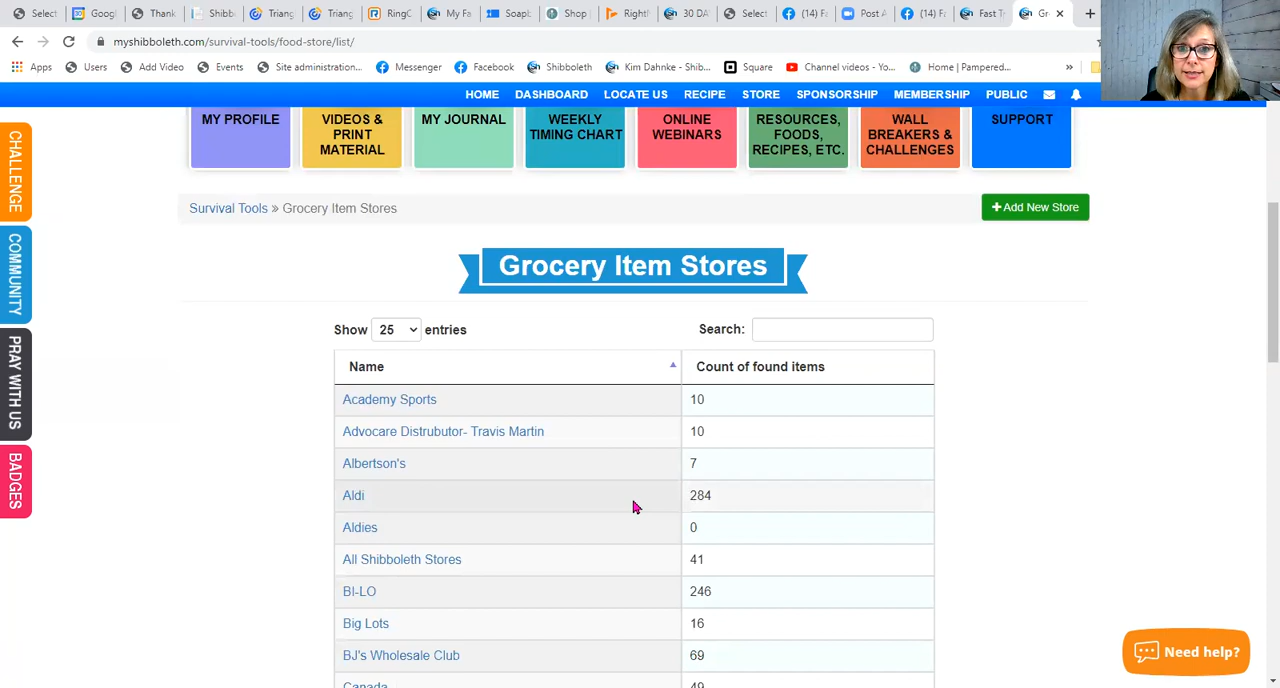 Select
Googl
Thank
Shibb
Triang
Triang
RingC
My Fa
Soapb
Shop |
Right
30 DA
Select
(14) Fa
Post A
(14) Fa
Fast Tr
Gr
myshibboleth.com/survival-tools/food-store/list/
Apps Users Add Video Events Site administration... Messenger Shibboleth Kim Dahnke - Shib... Square Channel videos - Yo... Home | Pampered... »
HOME DASHBOARD LOCATE US RECIPE STORE SPONSORSHIP MEMBERSHIP PUBLIC
MY PROFILE
VIDEOS &
PRINT
MATERIAL
MY JOURNAL
WEEKLY
TIMING CHART
ONLINE
WEBINARS
RESOURCES,
FOODS,
RECIPES, ETC.
WALL
BREAKERS &
CHALLENGES
SUPPORT
CHALLENGE
COMMUNITY
PRAY WITH US
BADGES
Survival Tools » Grocery Item Stores
+Add New Store
Grocery Item Stores
Show 25 entries
Search:
Name Count of found items
Academy Sports 10
Advocare Distrubutor- Travis Martin 10
Albertson's 7
Aldi 284
Aldies 0
All Shibboleth Stores 41
BI-LO 246
Big Lots 16
BJ's Wholesale Club 69
Canada 49
Need help?